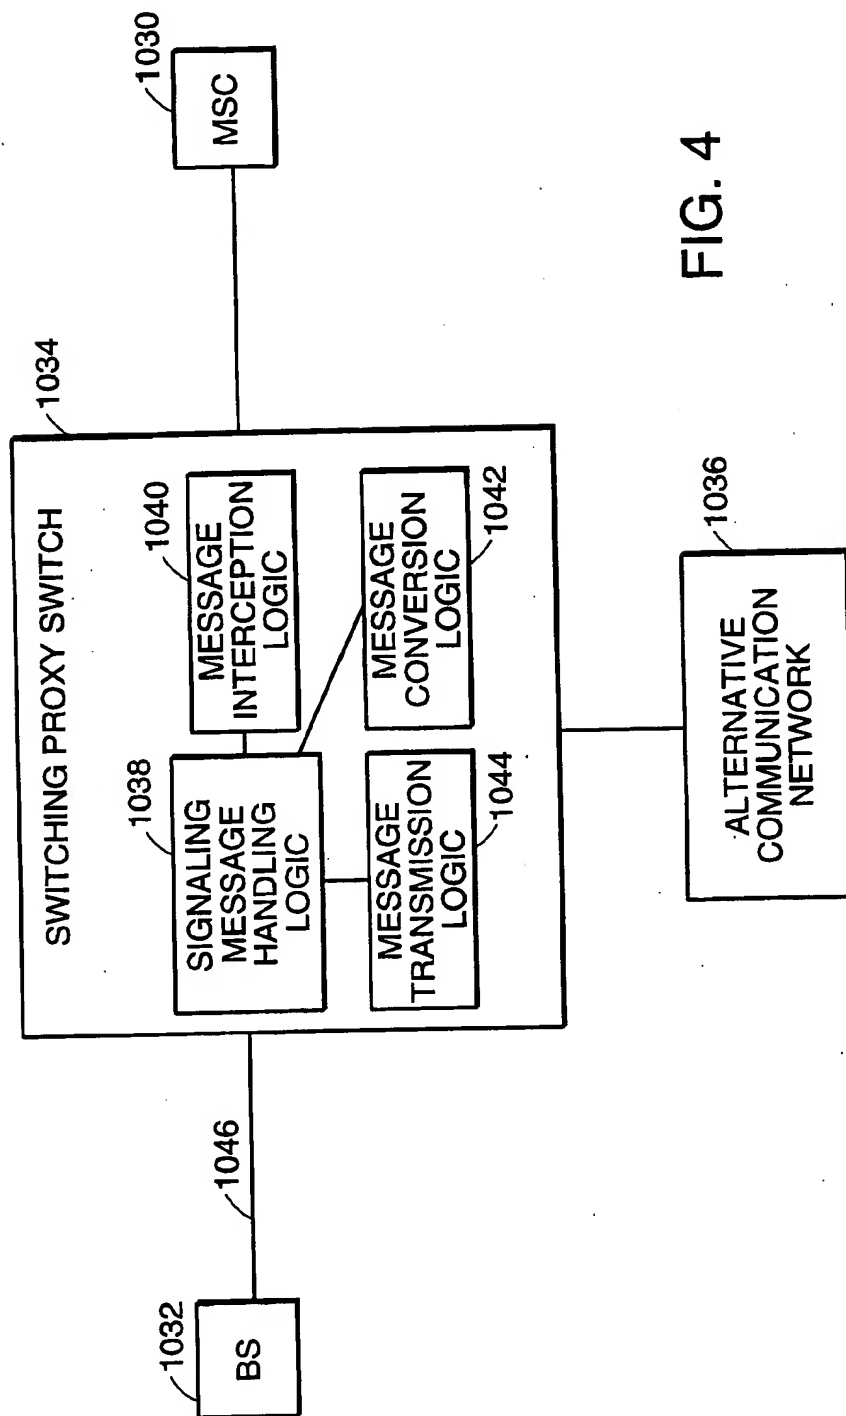 1034
SWITCHING PROXY SWITCH
1032
BS
1046
1038
SIGNALING
MESSAGE
HANDLING
LOGIC
1040
MESSAGE
INTERCEPTION
LOGIC
1044
MESSAGE
TRANSMISSION
LOGIC
1042
MESSAGE
CONVERSION
LOGIC
1030
MSC
1036
ALTERNATIVE
COMMUNICATION
NETWORK
FIG. 4